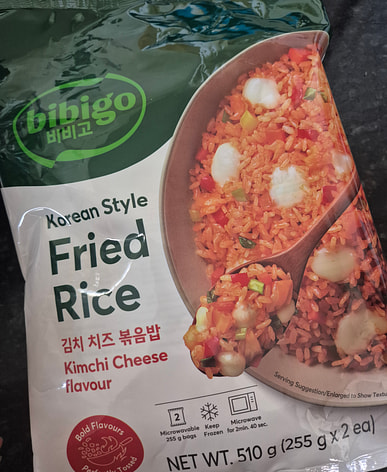 bibigo
비비고
Korean Style
Fried
Rice
김치 치즈 볶음밥
Kimchi Cheese
flavour
Serving Suggestion/Enlarged to Show
2
Microwavable
255 g bags
Keep
Frozen
Microwave
for 2min. 40 sec.
Bold Flavours
Tossed
NET WT. 510 g (255 g x 2 ea)